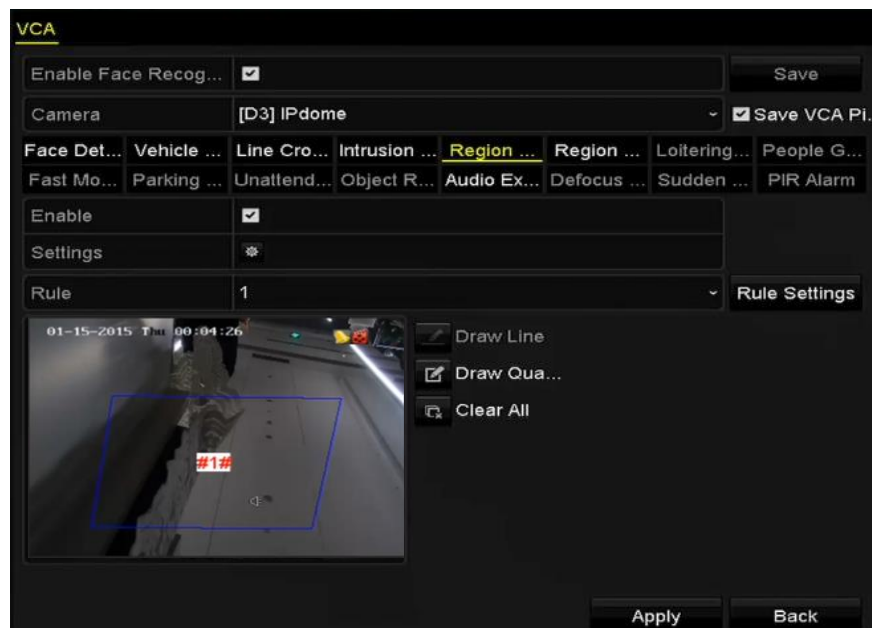 VCA
Enable Face Recog... Save
Camera [D3] IPdome Save VCA Pi.
Face Det... Vehicle ... Line Cro... Intrusion ... Region ... Region ... Loitering... People G...
Fast Mo... Parking ... Unattend... Object R... Audio Ex... Defocus ... Sudden ... PIR Alarm
Enable
Settings
Rule 1 Rule Settings
01-15-2015 Thu 00:04:26
Draw Line
Draw Qua...
Clear All
#1#
Apply Back